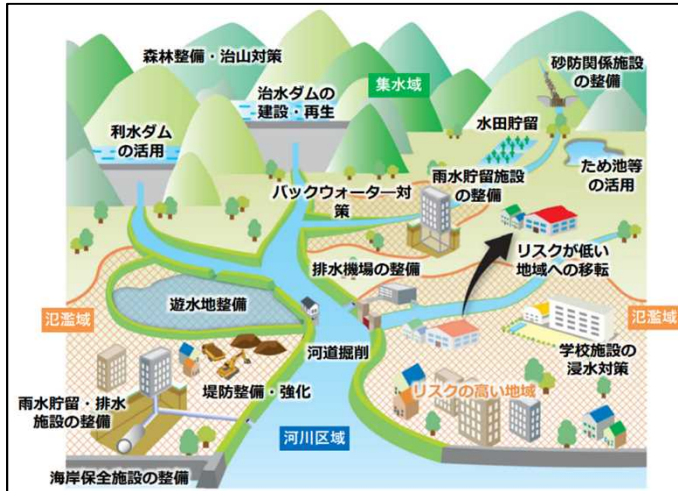 森林整備・治山対策
砂防関係施設
の整備
治水ダムの
建設・再生
集水域
利水ダム
の活用
水田貯留
ため池等
の活用
雨水貯留施設
の整備
バックウォーター対
策
リスクが低い
地域への移転
排水機場の整備
遊水地整備
氾濫域
氾濫域
学校施設の
浸水対策
河道掘削
堤防整備・強化
リスクの高い地域
雨水貯留・排水
施設の整備
河川区域
海岸保全施設の整備